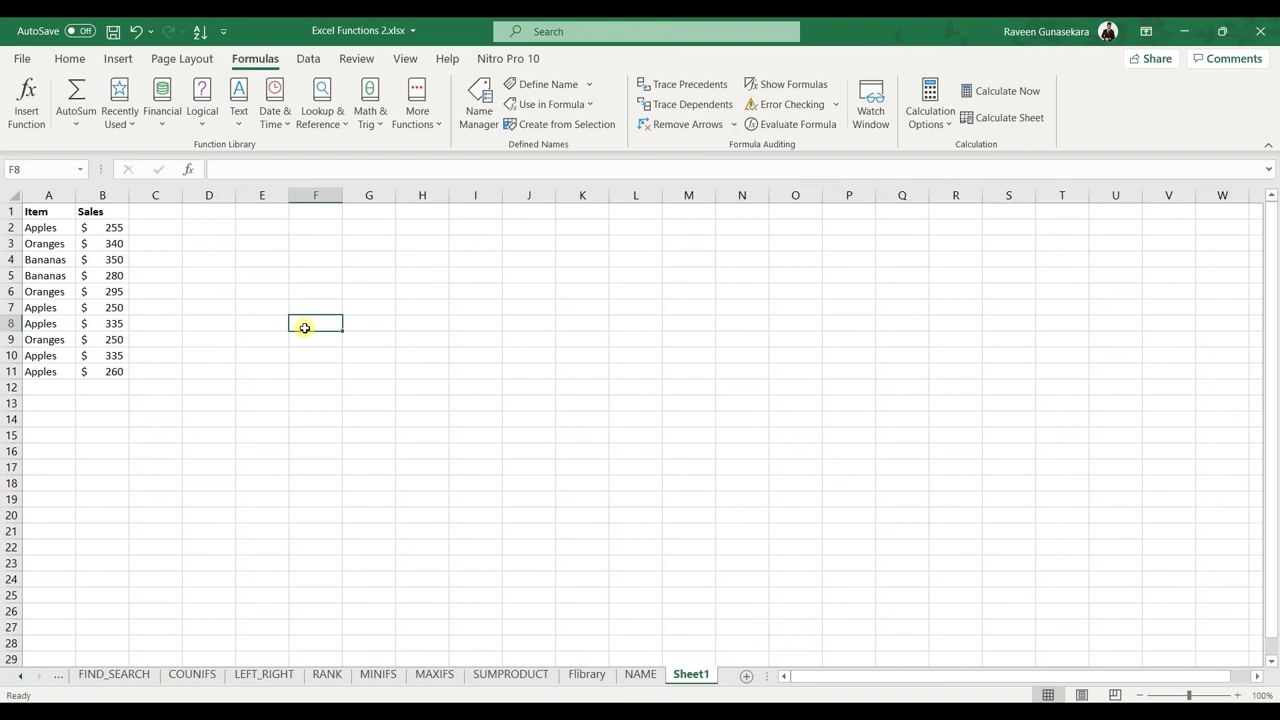 AutoSave Off Excel Functions 2.xlsx Search Raveen Gunasekara
File Home Insert Page Layout Formulas Data Review View Help Nitro Pro 10 Share Comments
Insert Function
AutoSum
Recently Used
Financial
Logical
Text
Date & Time
Lookup & Reference
Math & Trig
More Functions
Function Library
Name Manager
Define Name
Use in Formula
Create from Selection
Defined Names
Trace Precedents
Trace Dependents
Remove Arrows
Show Formulas
Error Checking
Evaluate Formula
Formula Auditing
Watch Window
Calculation Options
Calculate Now
Calculate Sheet
Calculation
F8 fx
A B C D E F G H I J K L M N O P Q R S T U V W
1 Item Sales
2 Apples $ 255
3 Oranges $ 340
4 Bananas $ 350
5 Bananas $ 280
6 Oranges $ 295
7 Apples $ 250
8 Apples $ 335
9 Oranges $ 250
10 Apples $ 335
11 Apples $ 260
12
13
14
15
16
17
18
19
20
21
22
23
24
25
26
27
28
29
... FIND_SEARCH COUNIFS LEFT_RIGHT RANK MINIFS MAXIFS SUMPRODUCT Flibrary NAME Sheet1
Ready 100%